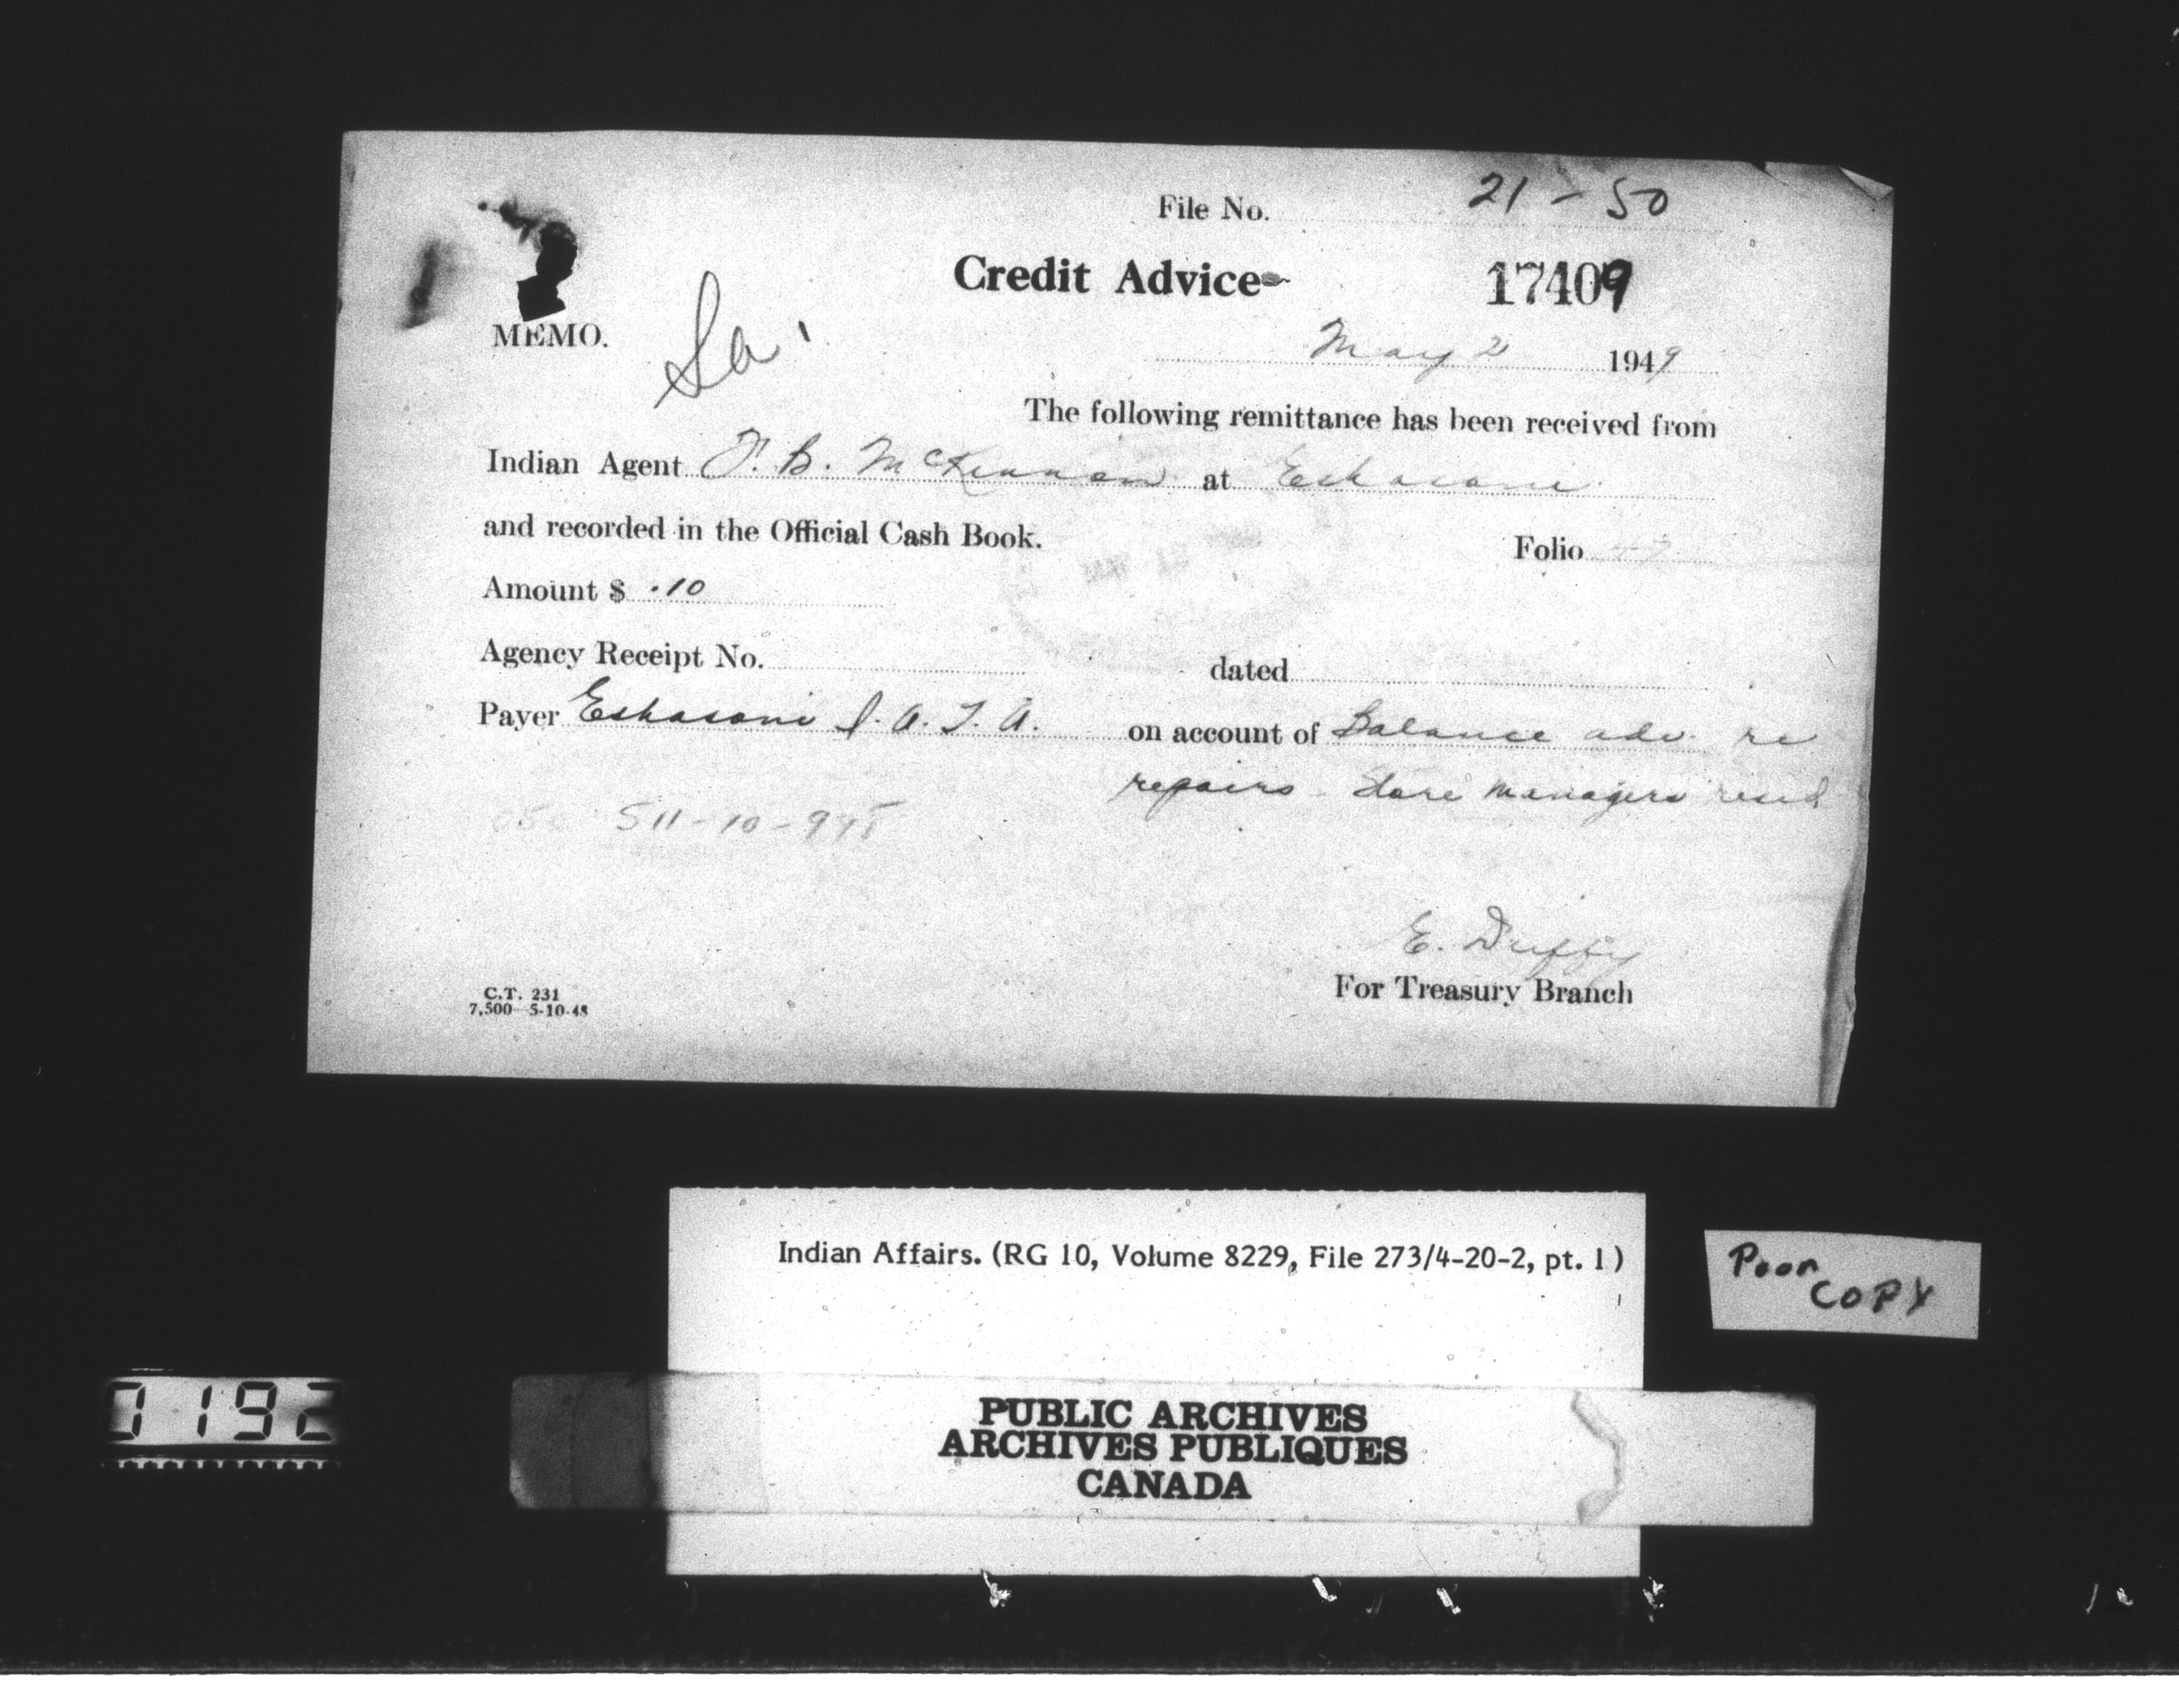 File No. 21 - 50
Credit Advice 17409
MEMO.
May 2 1949
The following remittance has been received from
Indian Agent F. B. McKinnon at Eskasoni
and recorded in the Official Cash Book. Folio
Amount $ .10
Agency Receipt No. dated
Payer Eskasoni I. A. T. A. on account of Balance adv. re
repairs Store managers resid
511-10-995
E. Duffy
For Treasury Branch
C.T. 231
7,500 5-10-48
Indian Affairs. (RG 10, Volume 8229, File 273/4-20-2, pt. 1)
Poor
COPY
0192
PUBLIC ARCHIVES
ARCHIVES PUBLIQUES
CANADA